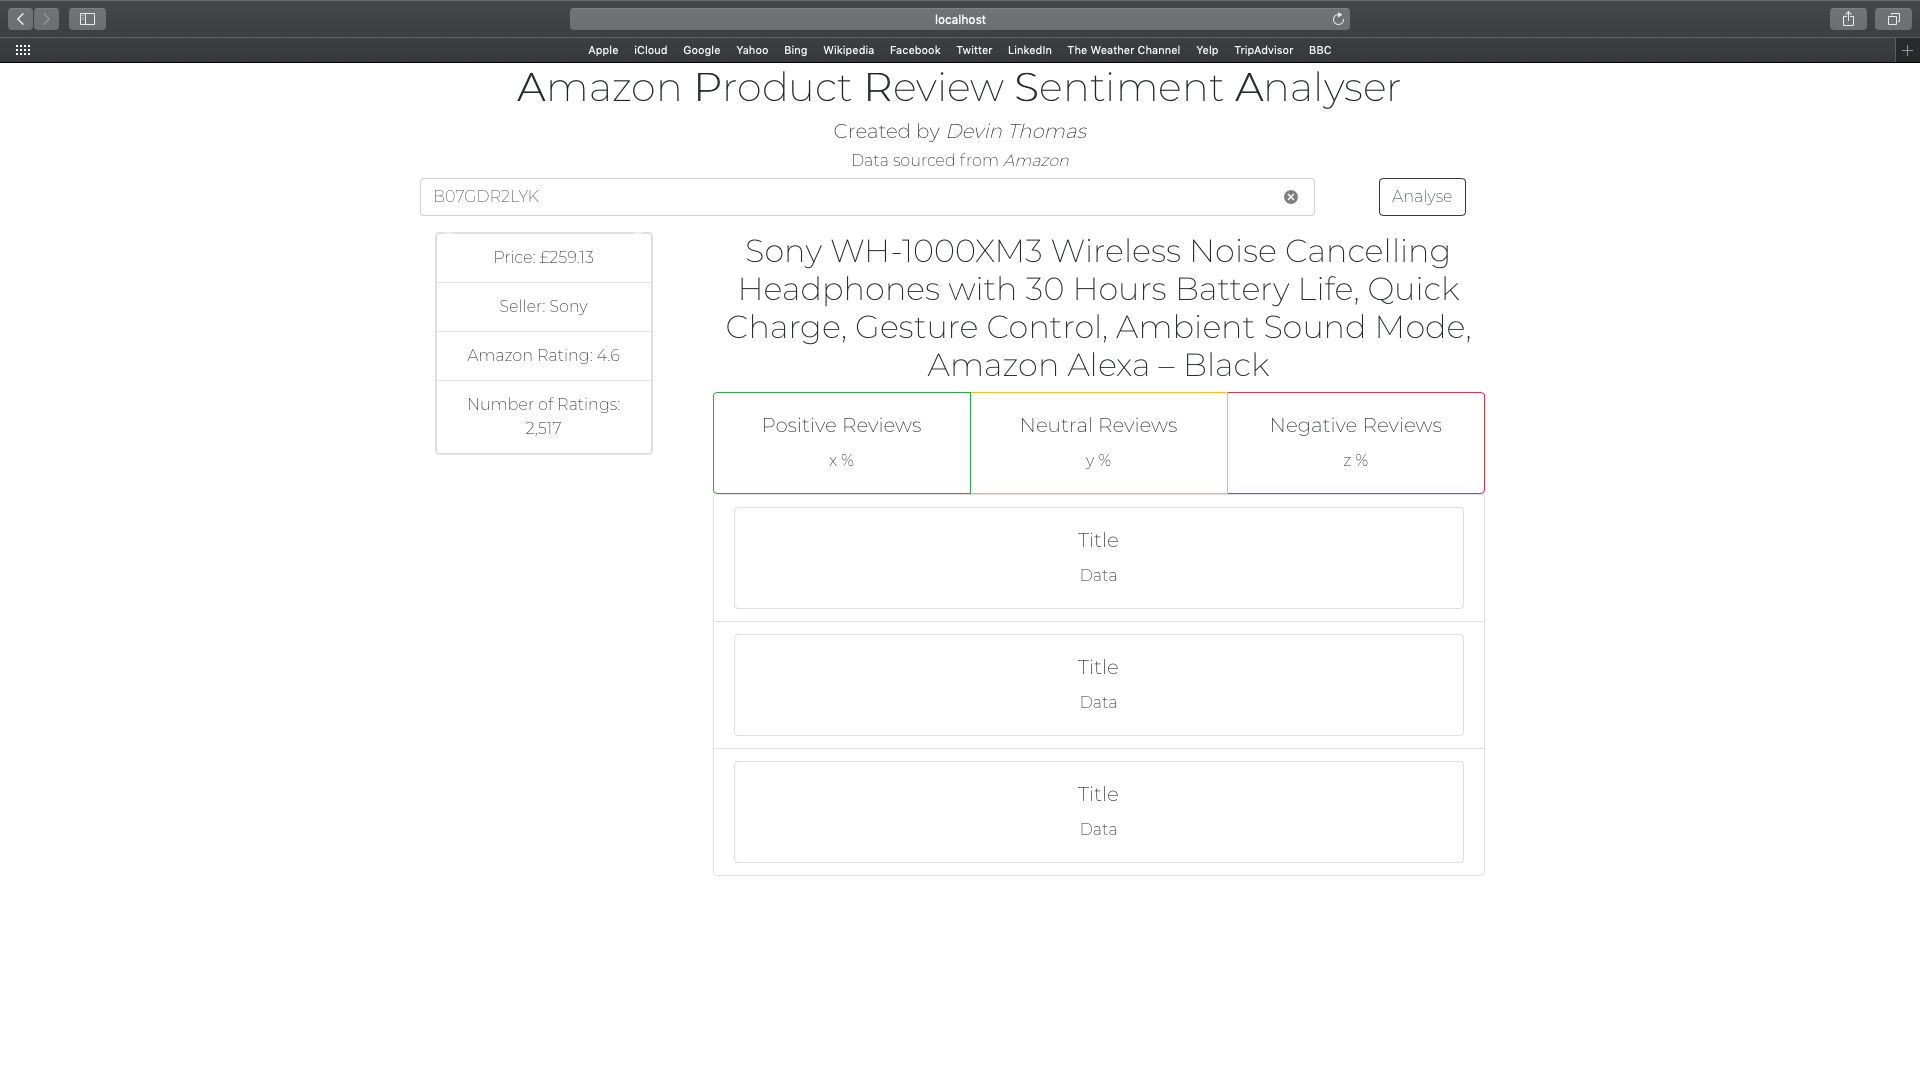 localhost
Apple iCloud Google Yahoo Bing Wikipedia Facebook Twitter LinkedIn The Weather Channel Yelp TripAdvisor BBC
Amazon Product Review Sentiment Analyser
Created by Devin Thomas
Data sourced from Amazon
B07GDR2LYK
Analyse
Price: £259.13
Seller: Sony
Amazon Rating: 4.6
Number of Ratings:
2,517
Sony WH-1000XM3 Wireless Noise Cancelling
Headphones with 30 Hours Battery Life, Quick
Charge, Gesture Control, Ambient Sound Mode,
Amazon Alexa – Black
Positive Reviews
x %
Neutral Reviews
y %
Negative Reviews
z %
Title
Data
Title
Data
Title
Data